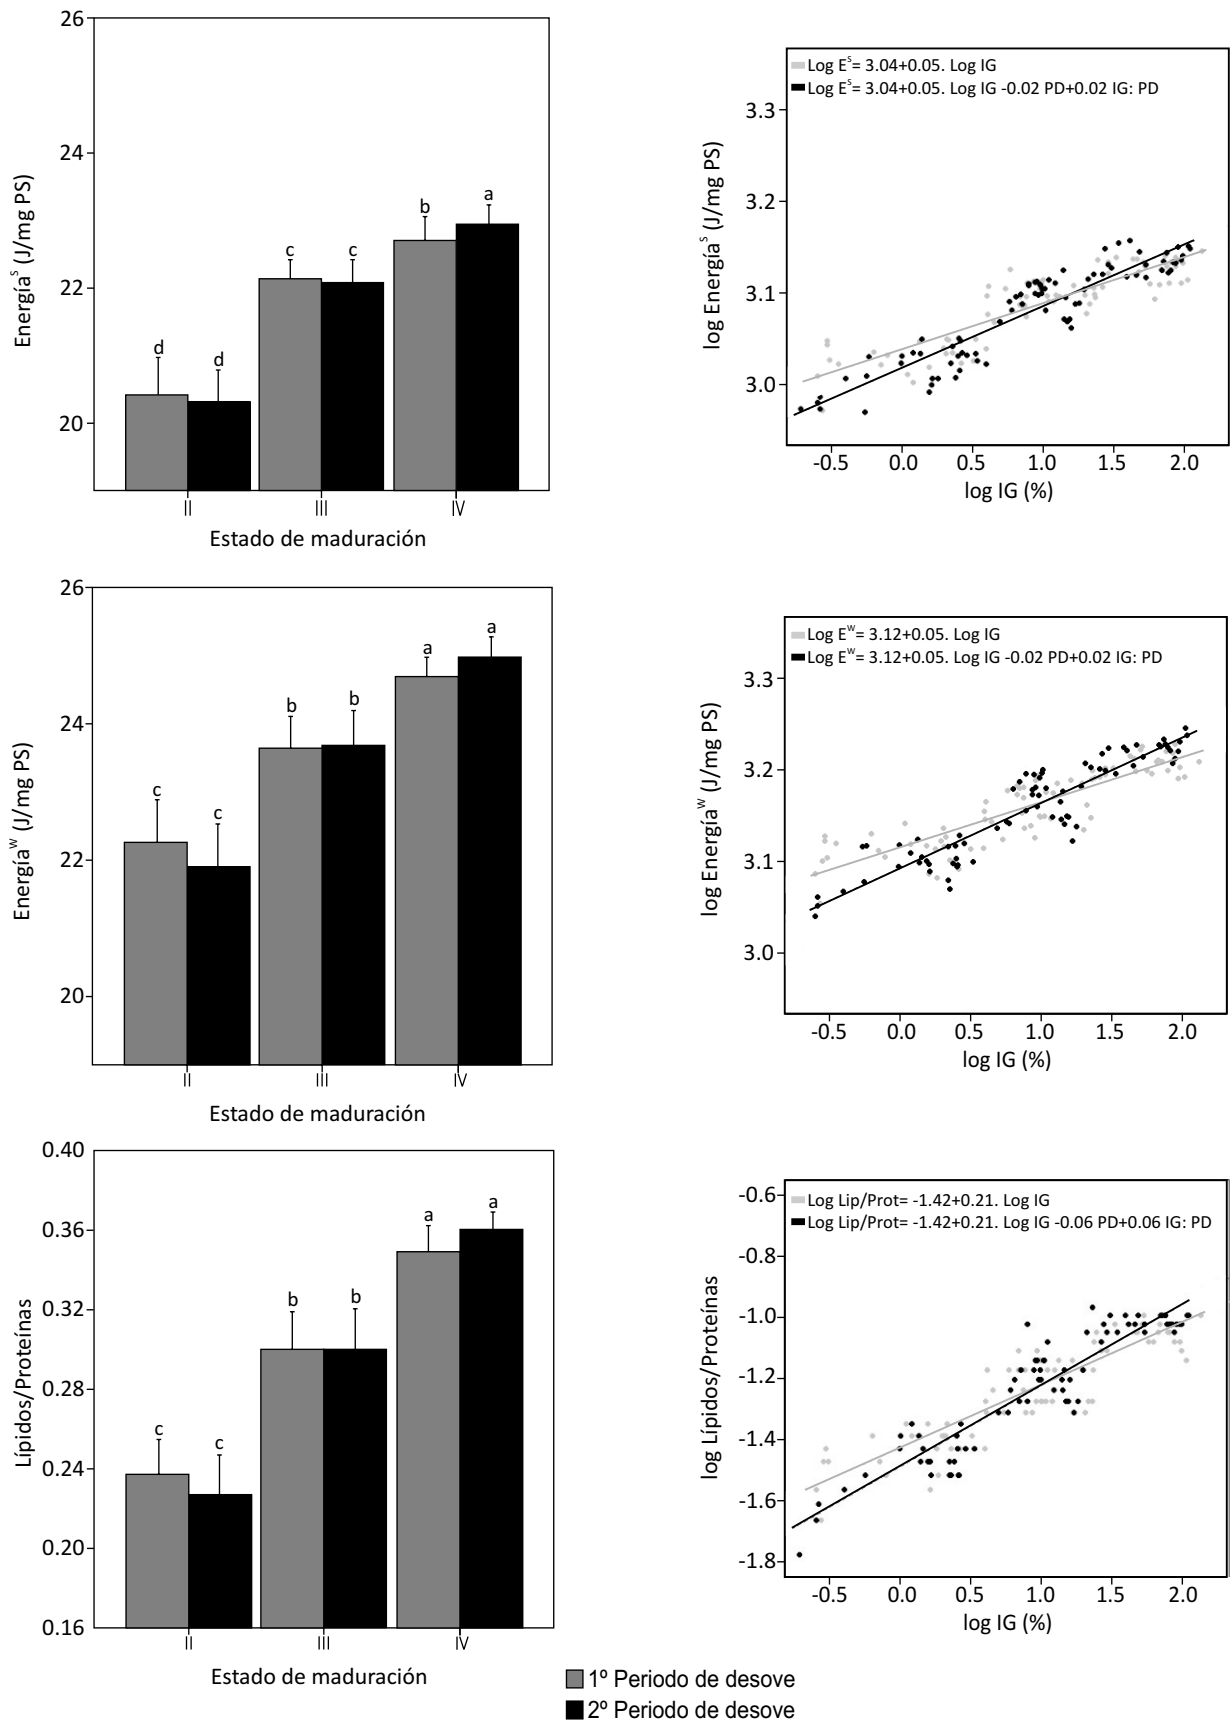 26
24
22
20
Energíaˢ (J/mg PS)
d
d
c
c
b
a
II
III
IV
Estado de maduración
Log Eˢ= 3.04+0.05. Log IG
Log Eˢ= 3.04+0.05. Log IG -0.02 PD+0.02 IG: PD
3.3
3.2
3.1
3.0
log Energíaˢ (J/mg PS)
-0.5
0.0
0.5
1.0
1.5
2.0
log IG (%)
26
24
22
20
Energíaᵂ (J/mg PS)
c
c
b
b
a
a
II
III
IV
Estado de maduración
Log Eᵂ= 3.12+0.05. Log IG
Log Eᵂ= 3.12+0.05. Log IG -0.02 PD+0.02 IG: PD
3.3
3.2
3.1
3.0
log Energíaᵂ (J/mg PS)
-0.5
0.0
0.5
1.0
1.5
2.0
log IG (%)
0.40
0.36
0.32
0.28
0.24
0.20
0.16
Lípidos/Proteínas
c
c
b
b
a
a
II
III
IV
Estado de maduración
Log Lip/Prot= -1.42+0.21. Log IG
Log Lip/Prot= -1.42+0.21. Log IG -0.06 PD+0.06 IG: PD
-0.6
-0.8
-1.0
-1.2
-1.4
-1.6
-1.8
log Lípidos/Proteínas
-0.5
0.0
0.5
1.0
1.5
2.0
log IG (%)
1º Periodo de desove
2º Periodo de desove